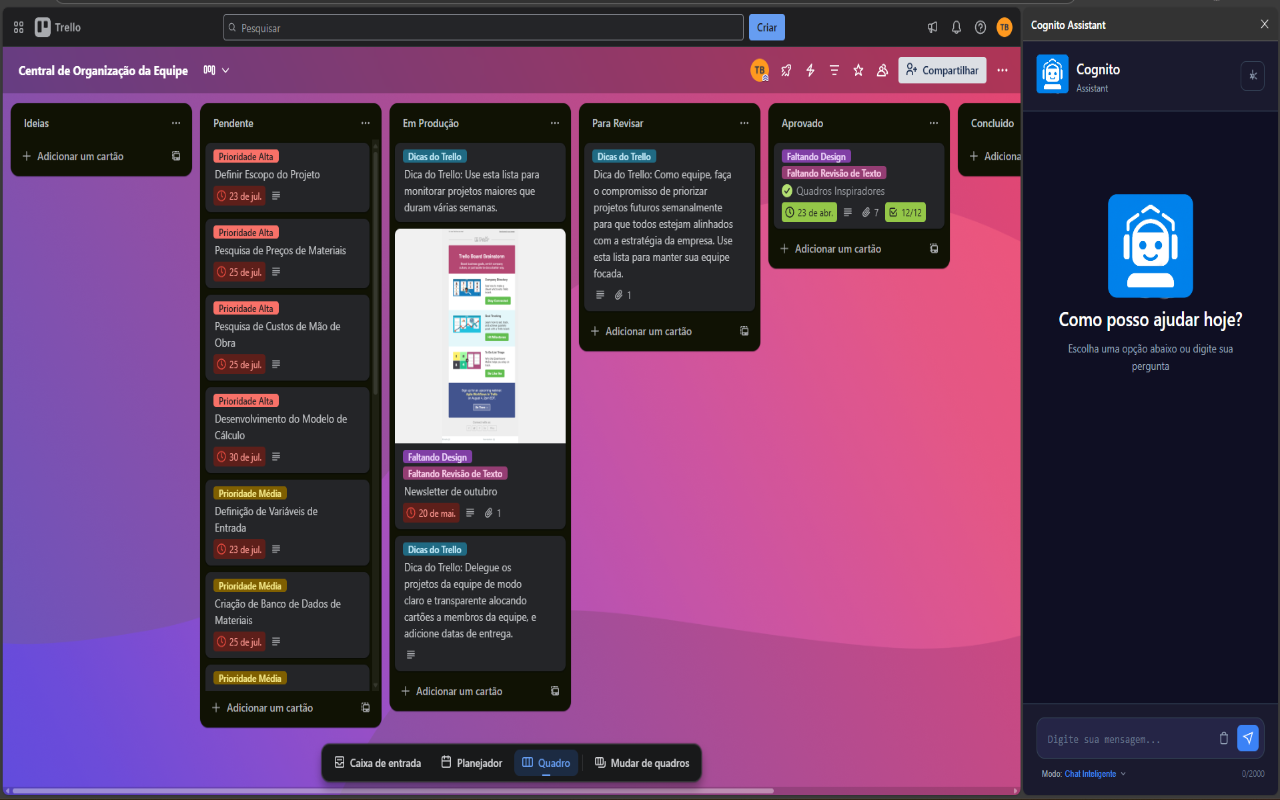 Trello
Pesquisar
Criar
TB
Cognito Assistant
Central de Organização da Equipe
TB
Compartilhar
Cognito
Assistant
Ideias
Adicionar um cartão
Pendente
Prioridade Alta
Definir Escopo do Projeto
23 de jul.
Prioridade Alta
Pesquisa de Preços de Materiais
25 de jul.
Prioridade Alta
Pesquisa de Custos de Mão de
Obra
25 de jul.
Prioridade Alta
Desenvolvimento do Modelo de
Cálculo
30 de jul.
Prioridade Média
Definição de Variáveis de
Entrada
23 de jul.
Prioridade Média
Criação de Banco de Dados de
Materiais
25 de jul.
Prioridade Média
Adicionar um cartão
Em Produção
Dicas do Trello
Dica do Trello: Use esta lista para
monitorar projetos maiores que
duram várias semanas.
Trello Board Brainstorm
Faltando Design
Faltando Revisão de Texto
Newsletter de outubro
20 de mai.
1
Dicas do Trello
Dica do Trello: Delegue os
projetos da equipe de modo
claro e transparente alocando
cartões a membros da equipe, e
adicione datas de entrega.
Adicionar um cartão
Para Revisar
Dicas do Trello
Dica do Trello: Como equipe, faça
o compromisso de priorizar
projetos futuros semanalmente
para que todos estejam alinhados
com a estratégia da empresa. Use
esta lista para manter sua equipe
focada.
1
Adicionar um cartão
Aprovado
Faltando Design
Faltando Revisão de Texto
Quadros Inspiradores
23 de abr.
7
12/12
Adicionar um cartão
Concluido
Adiciona
Como posso ajudar hoje?
Escolha uma opção abaixo ou digite sua
pergunta
Digite sua mensagem...
Modo: Chat Inteligente
0/2000
Caixa de entrada
Planejador
Quadro
Mudar de quadros